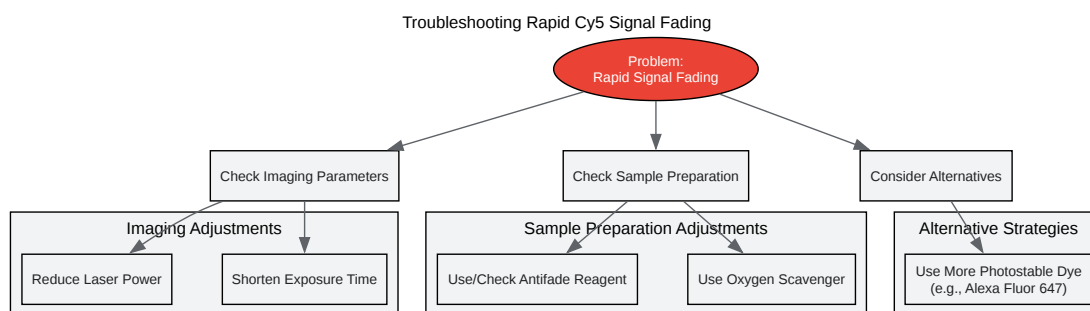 Troubleshooting Rapid Cy5 Signal Fading
Problem:
Rapid Signal Fading
Check Imaging Parameters
Check Sample Preparation
Consider Alternatives
Imaging Adjustments
Sample Preparation Adjustments
Alternative Strategies
Reduce Laser Power
Shorten Exposure Time
Use/Check Antifade Reagent
Use Oxygen Scavenger
Use More Photostable Dye
(e.g., Alexa Fluor 647)